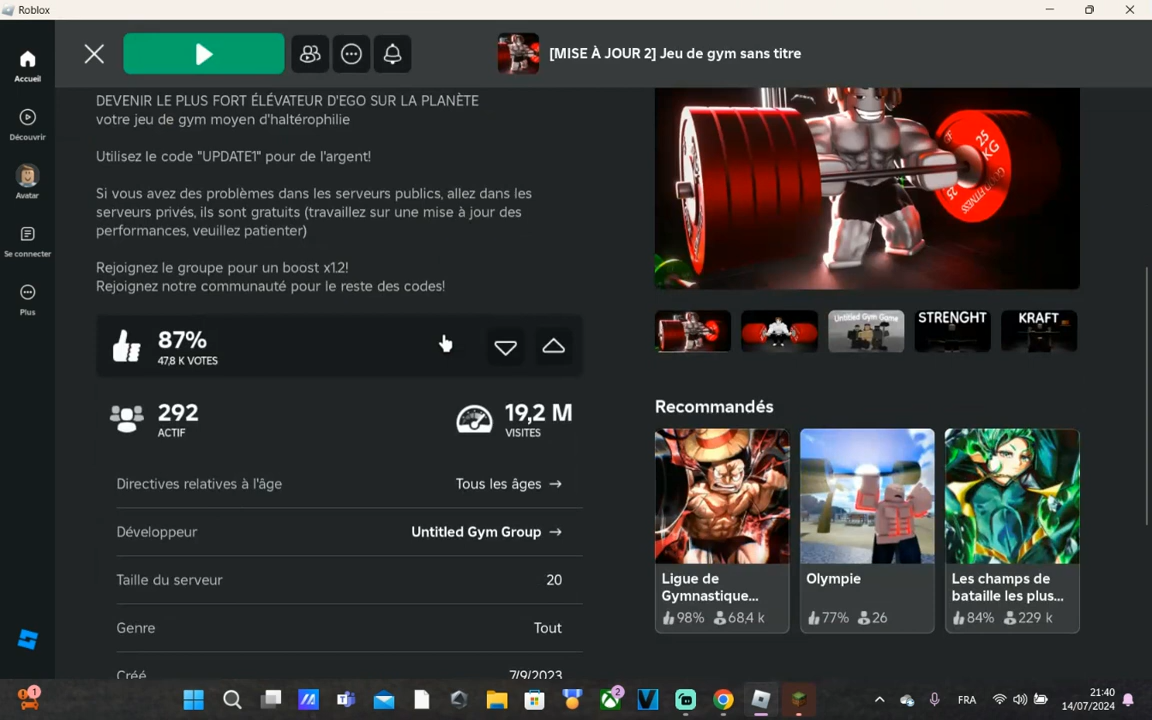 Roblox
[MISE À JOUR 2] Jeu de gym sans titre
Accueil
Découvrir
Avatar
Se connecter
Plus
DEVENIR LE PLUS FORT ÉLÉVATEUR D'EGO SUR LA PLANÈTE
votre jeu de gym moyen d'haltérophilie
Utilisez le code "UPDATE1" pour de l'argent!
Si vous avez des problèmes dans les serveurs publics, allez dans les
serveurs privés, ils sont gratuits (travaillez sur une mise à jour des
performances, veuillez patienter)
Rejoignez le groupe pour un boost x1.2!
Rejoignez notre communauté pour le reste des codes!
87%
47,8 K VOTES
292
ACTIF
19,2 M
VISITES
Directives relatives à l'âge
Tous les âges →
Développeur
Untitled Gym Group →
Taille du serveur
20
Genre
Tout
Créé
7/9/2023
25
KG
25
Untitled Gym Game
STRENGHT
KRAFT
Recommandés
Ligue de
Gymnastique...
98% 68,4 k
Olympie
77% 26
Les champs de
bataille les plus...
84% 229 k
1
2
FRA
21:40
14/07/2024